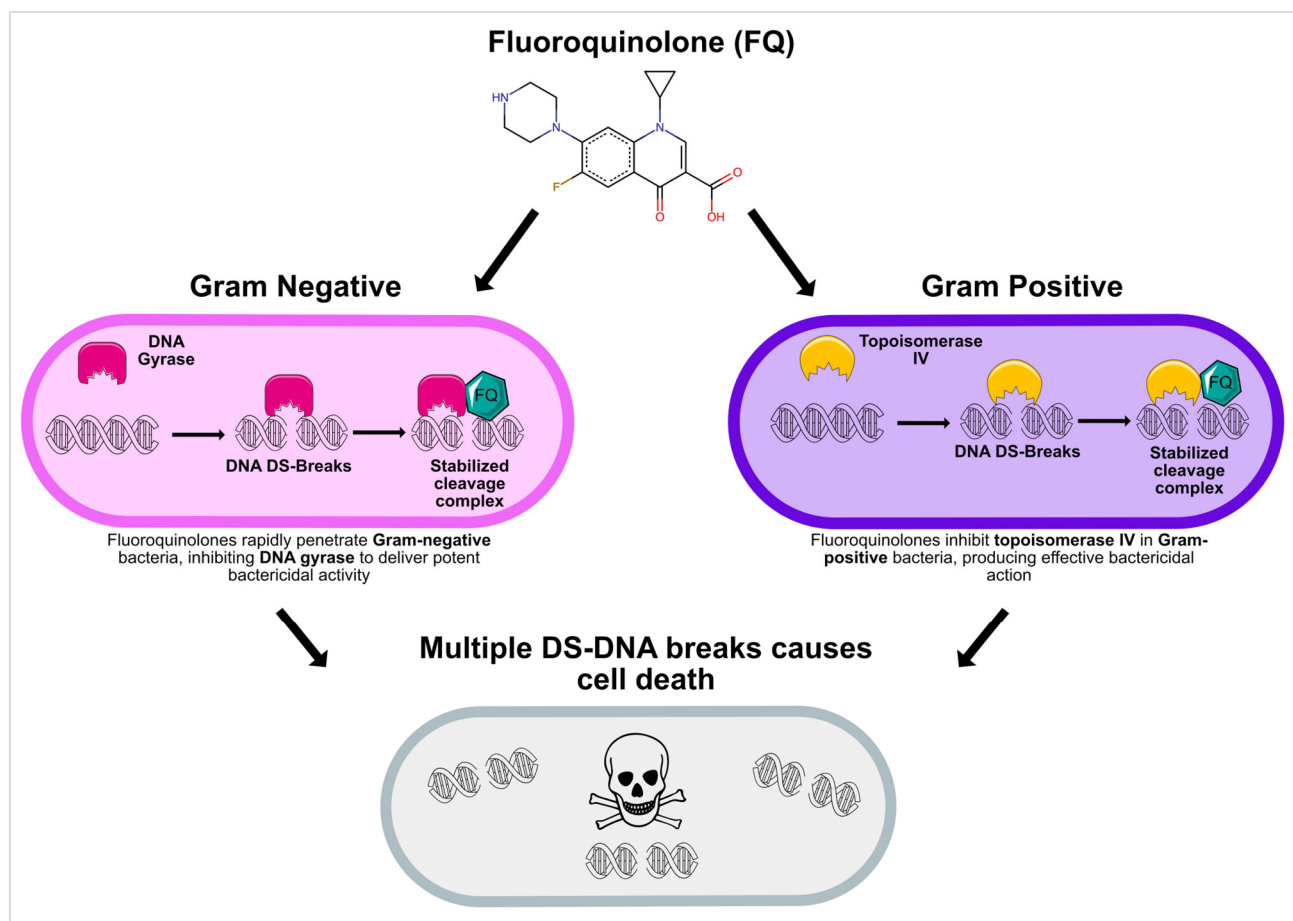 Fluoroquinolone (FQ)
HN
N
N
F
O
O
OH
Gram Negative
DNA
Gyrase
FQ
DNA DS-Breaks
Stabilized
cleavage
complex
Fluoroquinolones rapidly penetrate Gram-negative
bacteria, inhibiting DNA gyrase to deliver potent
bactericidal activity
Gram Positive
Topoisomerase
IV
FQ
DNA DS-Breaks
Stabilized
cleavage
complex
Fluoroquinolones inhibit topoisomerase IV in Gram-
positive bacteria, producing effective bactericidal
action
Multiple DS-DNA breaks causes
cell death